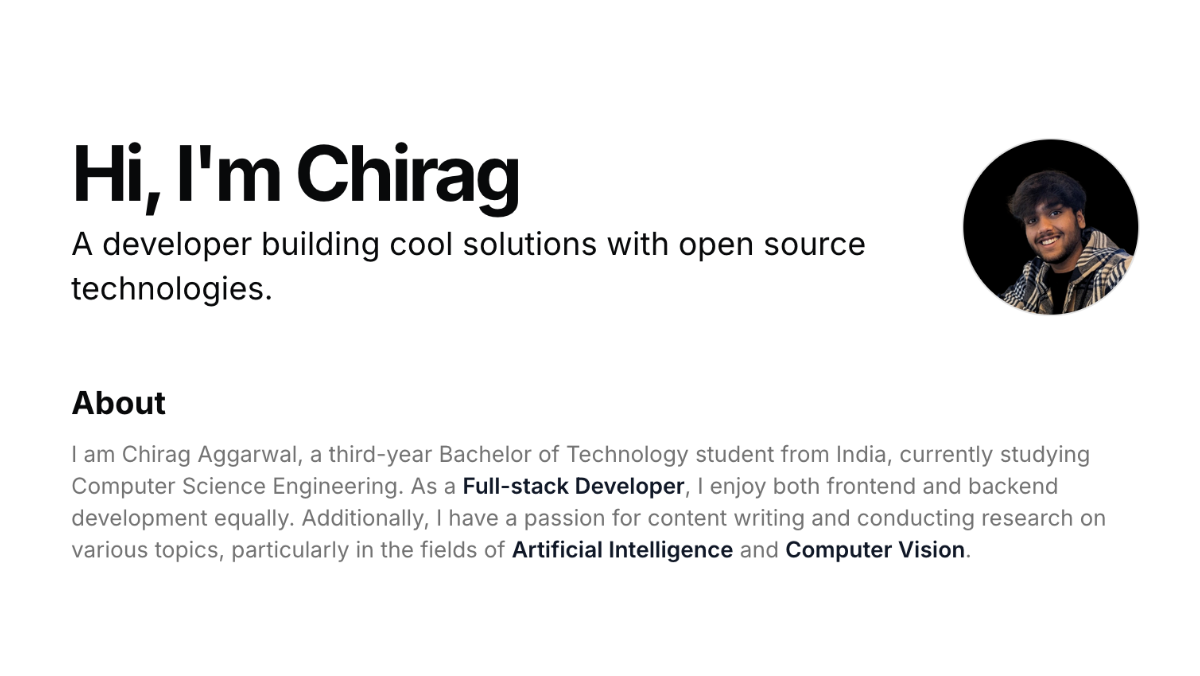 Hi, I'm Chirag
A developer building cool solutions with open source
technologies.
About
I am Chirag Aggarwal, a third-year Bachelor of Technology student from India, currently studying
Computer Science Engineering. As a Full-stack Developer, I enjoy both frontend and backend
development equally. Additionally, I have a passion for content writing and conducting research on
various topics, particularly in the fields of Artificial Intelligence and Computer Vision.